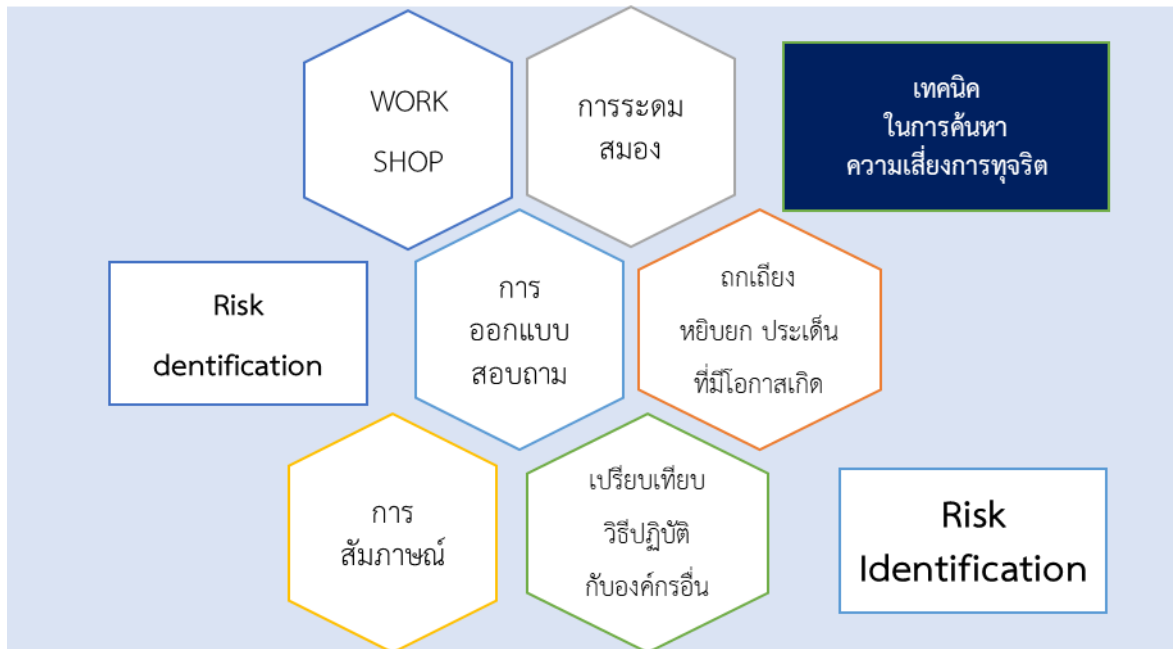 WORK
SHOP
การระดม
สมอง
เทคนิค
ในการค้นหา
ความเสี่ยงการทุจริต
Risk
dentification
การ
ออกแบบ
สอบถาม
ถกเถียง
หยิบยก ประเด็น
ที่มีโอกาสเกิด
การ
สัมภาษณ์
เปรียบเทียบ
วิธีปฏิบัติ
กับองค์กรอื่น
Risk
Identification